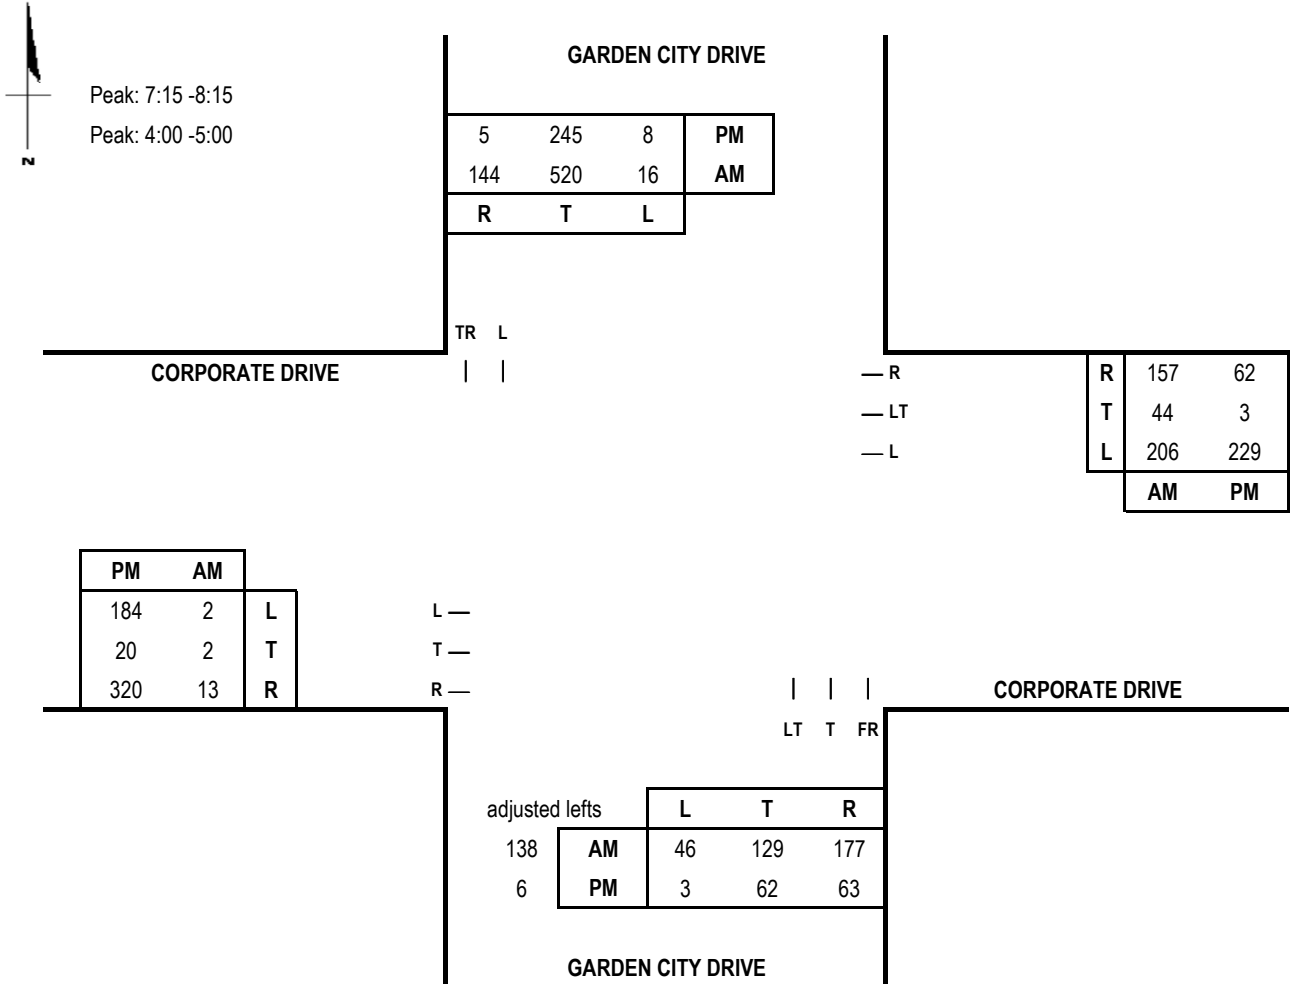 GARDEN CITY DRIVE
Peak: 7:15 -8:15
Peak: 4:00 -5:00
5 245 8 PM
144 520 16 AM
R T L
TR L
CORPORATE DRIVE
R
LT
L
R 157 62
T 44 3
L 206 229
AM PM
N
PM AM
184 2 L
20 2 T
320 13 R
L
T
R
LT T FR
CORPORATE DRIVE
adjusted lefts L T R
138 AM 46 129 177
6 PM 3 62 63
GARDEN CITY DRIVE